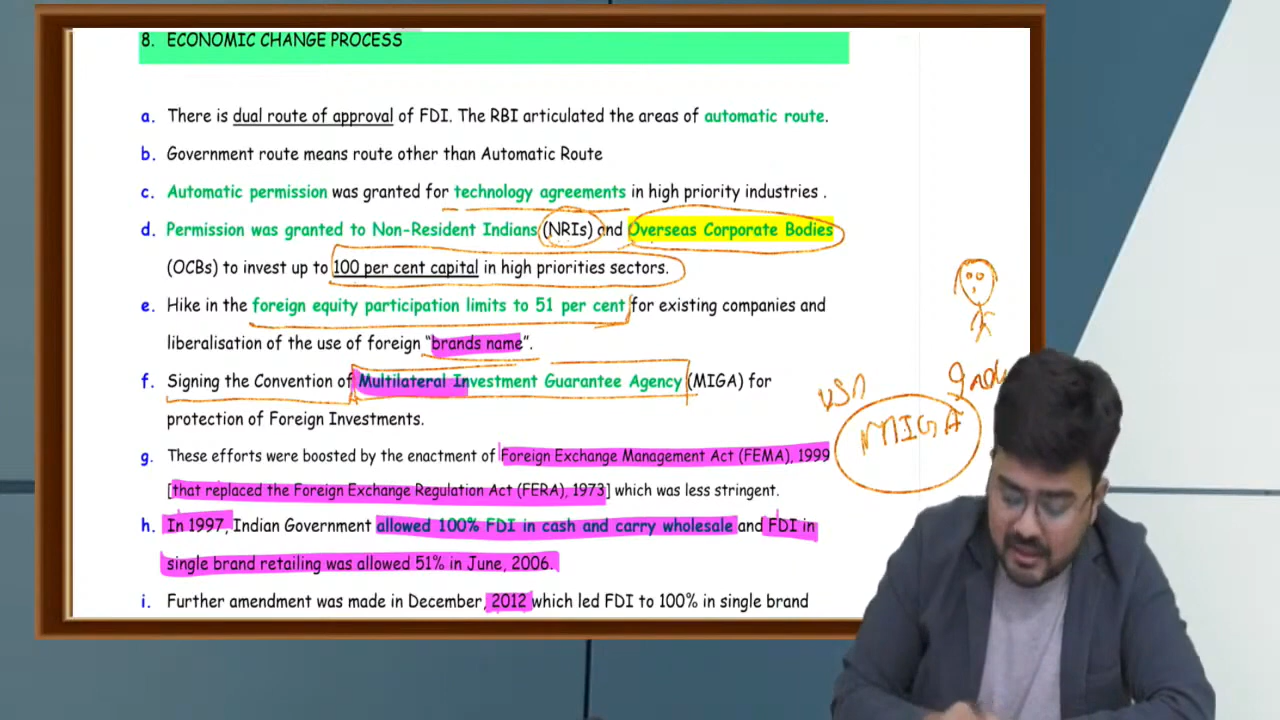 8. ECONOMIC CHANGE PROCESS
a. There is dual route of approval of FDI. The RBI articulated the areas of automatic route.
b. Government route means route other than Automatic Route
c. Automatic permission was granted for technology agreements in high priority industries .
d. Permission was granted to Non-Resident Indians (NRIs) and Overseas Corporate Bodies
(OCBs) to invest up to 100 per cent capital in high priorities sectors.
e. Hike in the foreign equity participation limits to 51 per cent for existing companies and
liberalisation of the use of foreign “brands name”.
f. Signing the Convention of Multilateral Investment Guarantee Agency (MIGA) for
protection of Foreign Investments.
USA
MIGA
g. These efforts were boosted by the enactment of Foreign Exchange Management Act (FEMA), 1999
[that replaced the Foreign Exchange Regulation Act (FERA), 1973] which was less stringent.
h. In 1997, Indian Government allowed 100% FDI in cash and carry wholesale and FDI in
single brand retailing was allowed 51% in June, 2006.
i. Further amendment was made in December, 2012 which led FDI to 100% in single brand